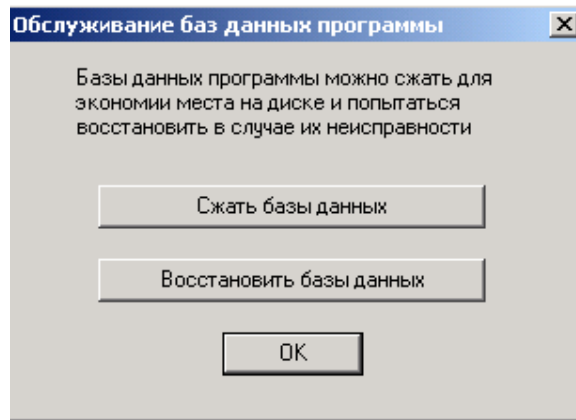 Обслуживание баз данных программы
Базы данных программы можно сжать для
экономии места на диске и попытаться
восстановить в случае их неисправности
Сжать базы данных
Восстановить базы данных
OK